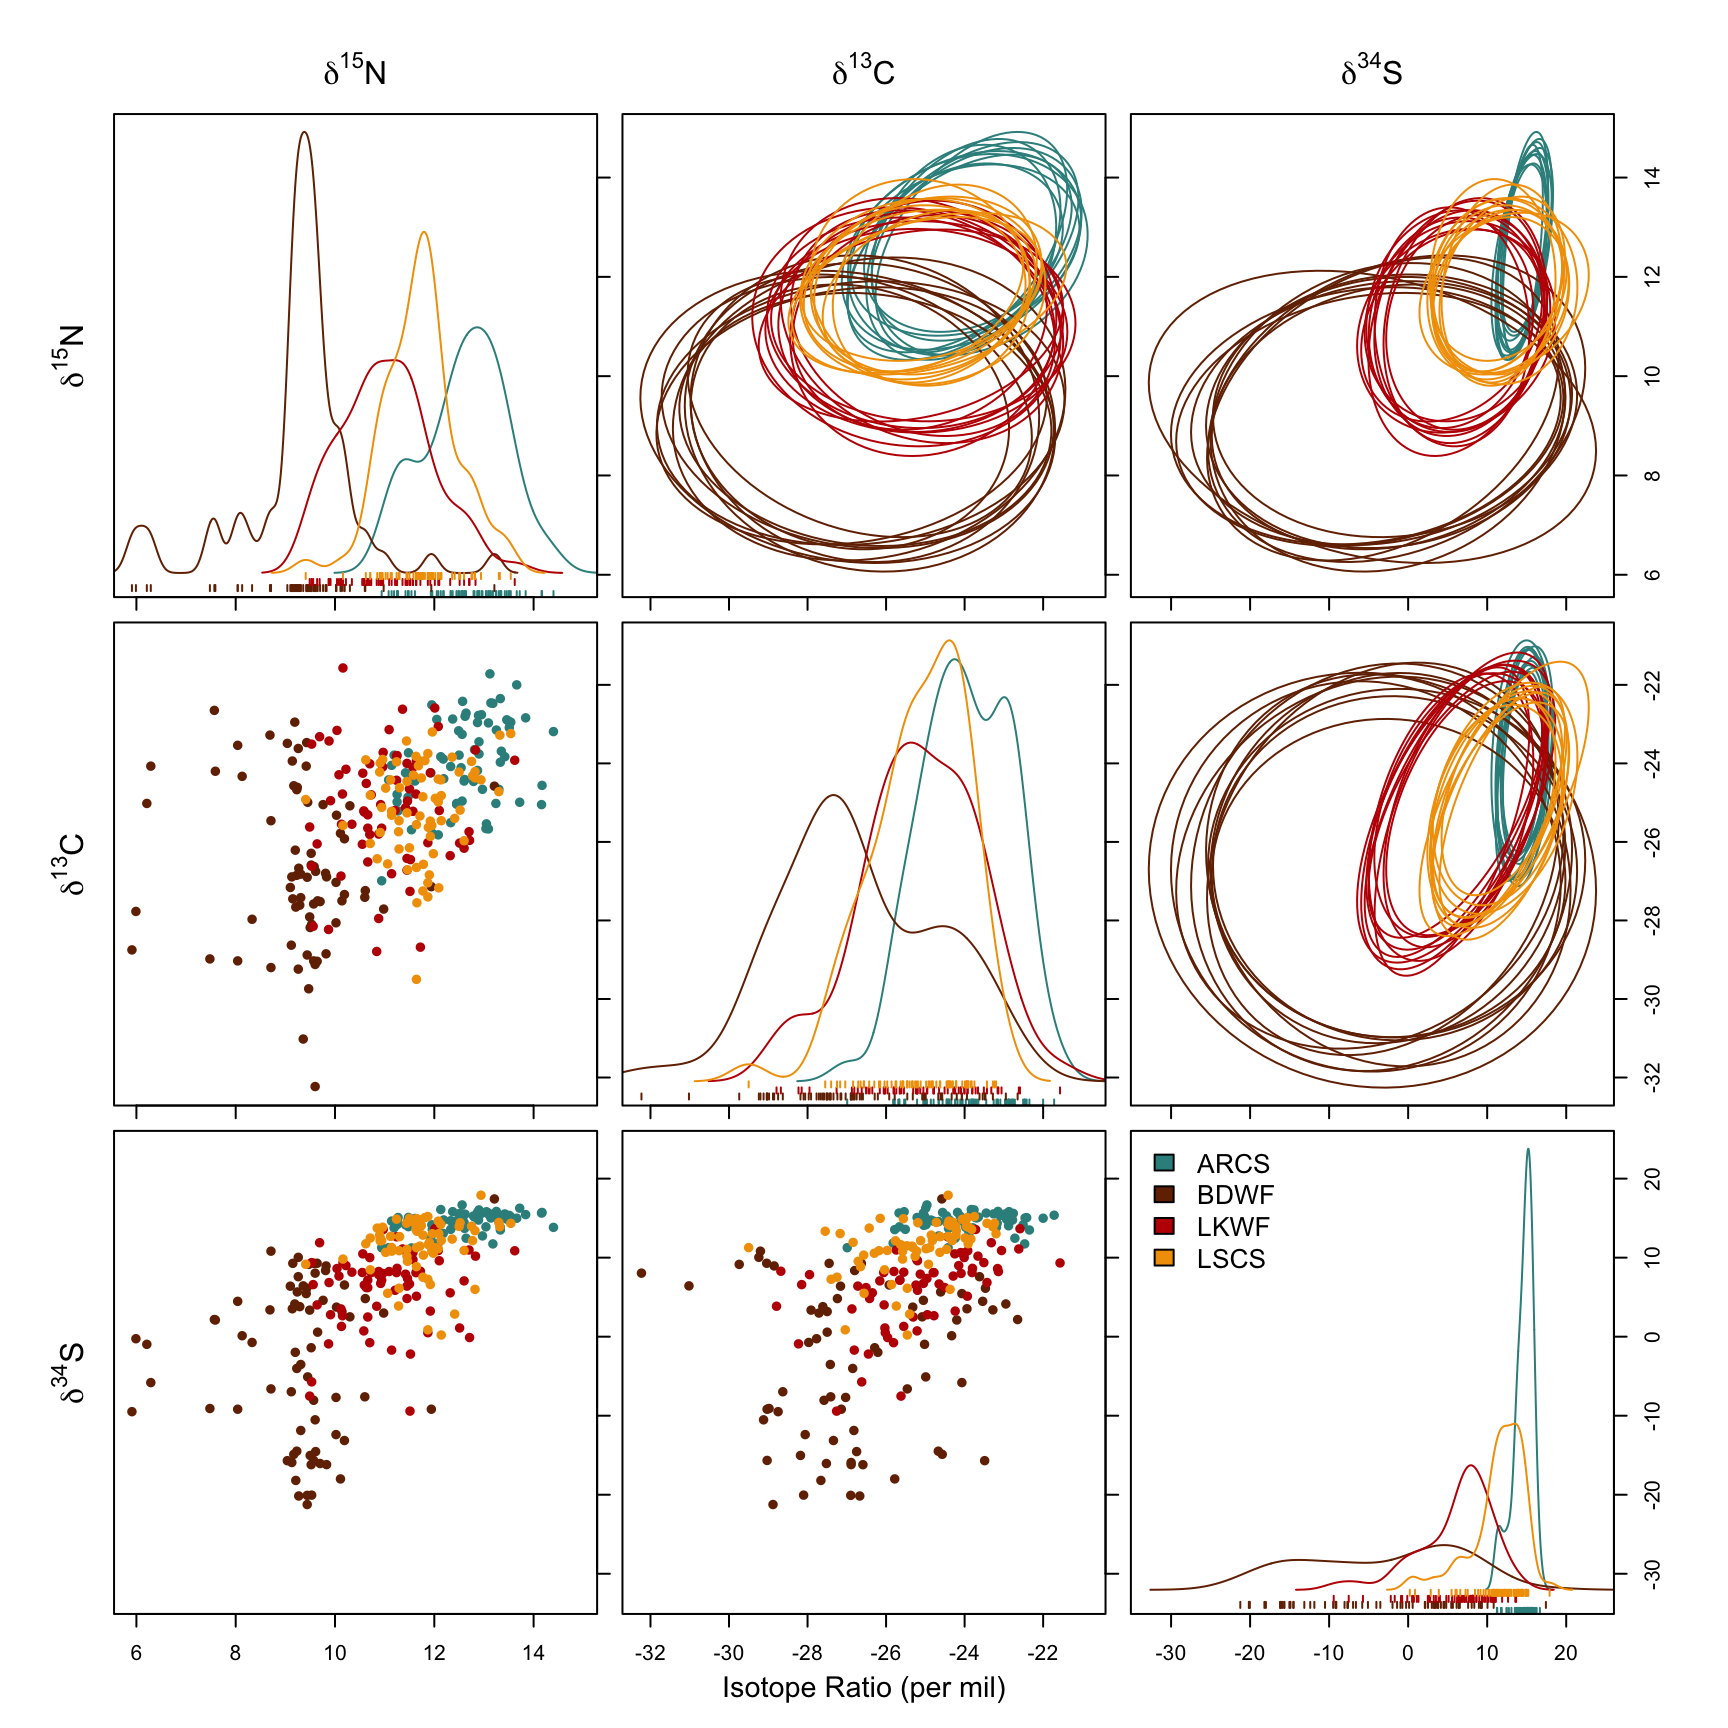 δ¹⁵N δ¹³C δ³⁴S
δ¹⁵N
14
12
10
8
6
δ¹³C
-22
-24
-26
-28
-30
-32
δ³⁴S
ARCS
BDWF
LKWF
LSCS
20
10
0
-10
-20
-30
6 8 10 12 14 -32 -30 -28 -26 -24 -22 -30 -20 -10 0 10 20
Isotope Ratio (per mil)